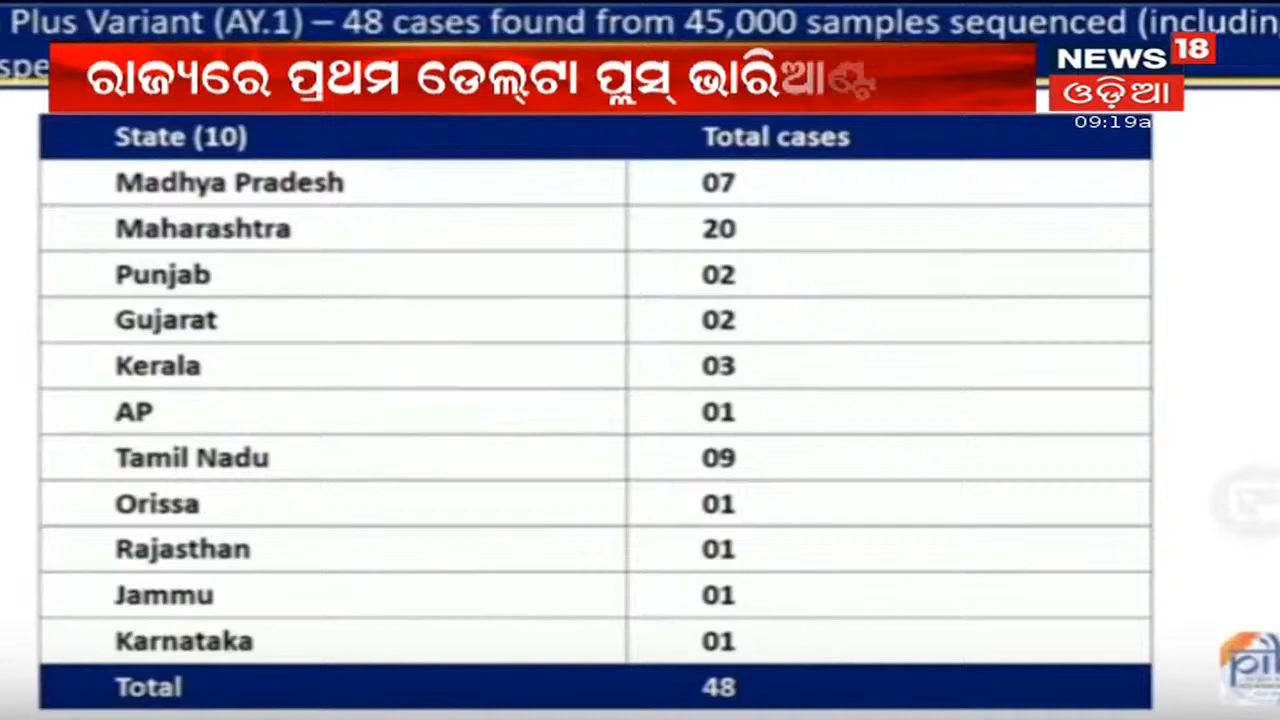 Plus Variant (AY.1) – 48 cases found from 45,000 samples sequenced (includin
spe
ରାଜ୍ୟରେ ପ୍ରଥମ ଡେଲ୍‌ଟା ପ୍ଲସ୍ ଭାରିଆଣ୍ଟ
NEWS 18
ଓଡ଼ିଆ
09:19a
State (10) Total cases
Madhya Pradesh 07
Maharashtra 20
Punjab 02
Gujarat 02
Kerala 03
AP 01
Tamil Nadu 09
Orissa 01
Rajasthan 01
Jammu 01
Karnataka 01
Total 48